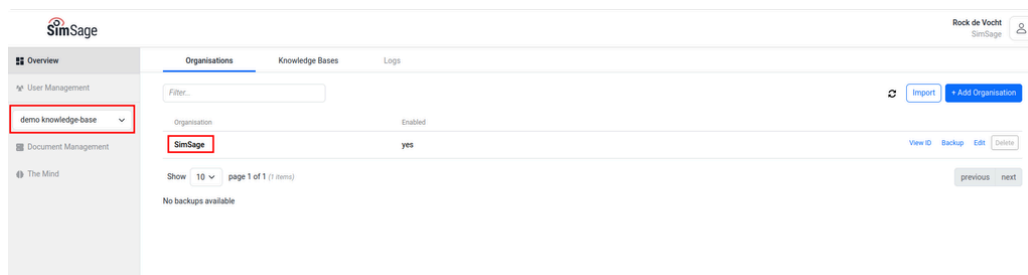 SimSage
Rock de Vocht
SimSage
Overview
Organisations Knowledge Bases Logs
User Management
Filter...
Import + Add Organisation
demo knowledge-base
Organisation Enabled
SimSage yes View ID Backup Edit Delete
Document Management
The Mind
Show 10 page 1 of 1 (1 items) previous next
No backups available